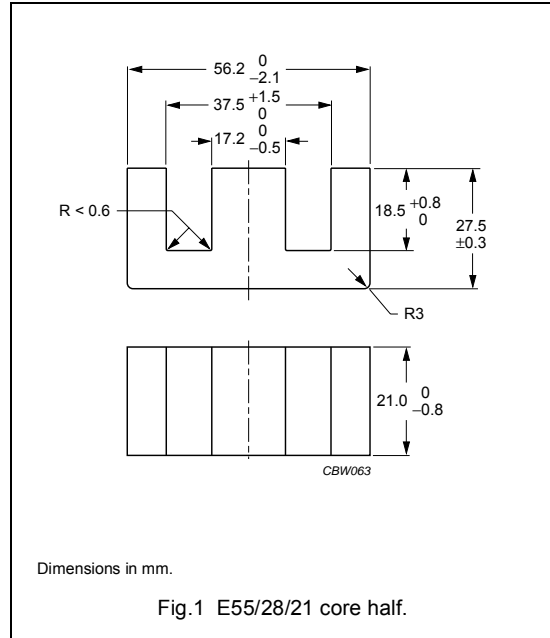 56.2 0 −2.1
37.5 +1.5 0
17.2 0 −0.5
R < 0.6
18.5 +0.8 0
27.5 ±0.3
R3
21.0 0 −0.8
CBW063
Dimensions in mm.
Fig.1 E55/28/21 core half.